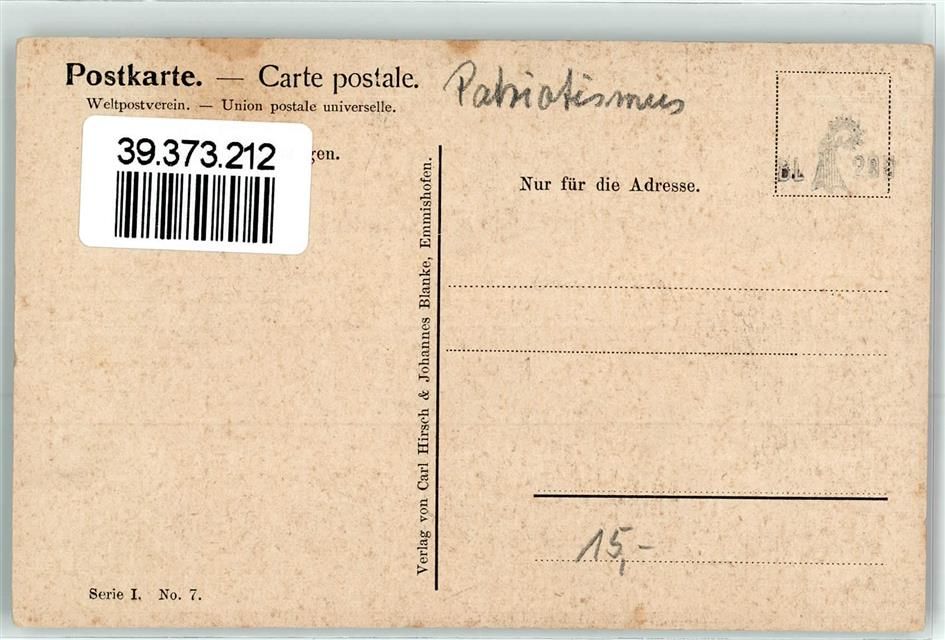 Postkarte. — Carte postale.
Weltpostverein. — Union postale universelle.
Patriotismus
39.373.212
gen.
Nur für die Adresse.
BL
Verlag von Carl Hirsch & Johannes Blanke, Emmishofen.
15,-
Serie I. No. 7.